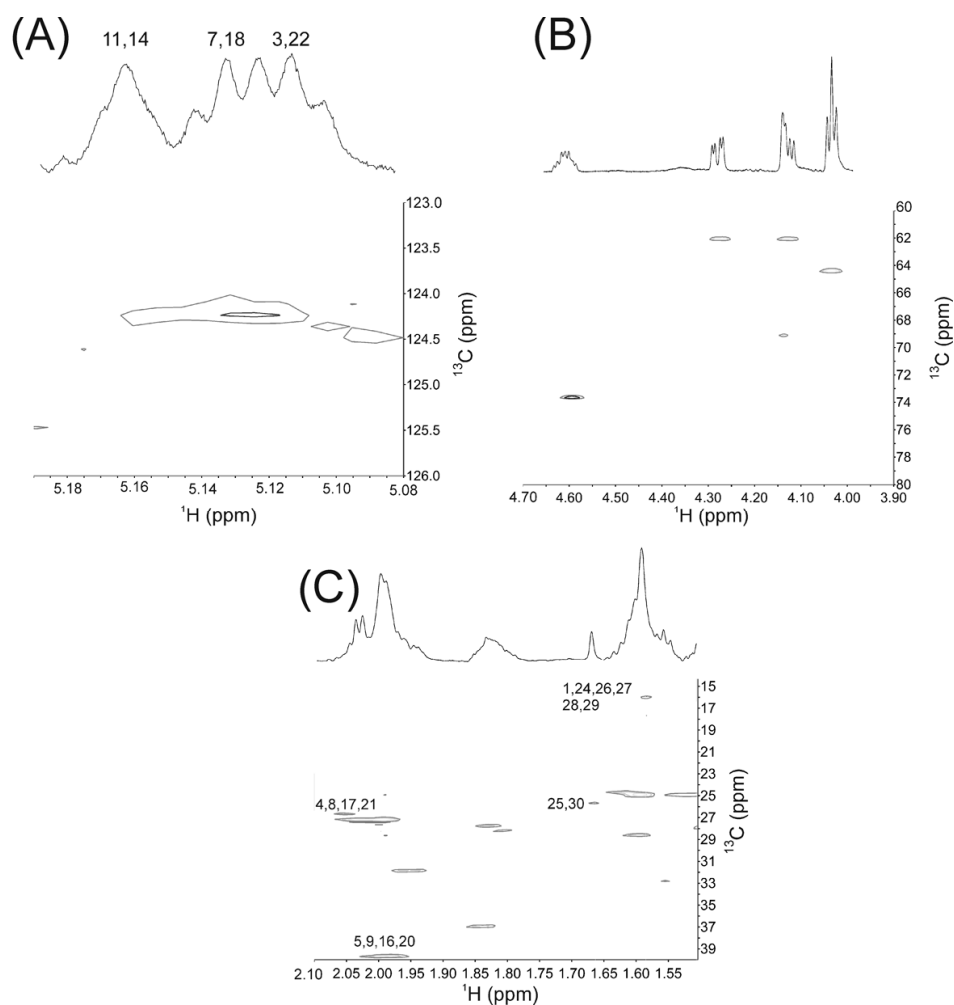 (A)
11,14 7,18 3,22
123.0
123.5
124.0
124.5
125.0
125.5
126.0
¹³C (ppm)
5.18 5.16 5.14 5.12 5.10 5.08
¹H (ppm)
(B)
60
62
64
66
68
70
72
74
76
78
80
¹³C (ppm)
4.70 4.60 4.50 4.40 4.30 4.20 4.10 4.00 3.90
¹H (ppm)
(C)
1,24,26,27
28,29
4,8,17,21
25,30
5,9,16,20
15
17
19
21
23
25
27
29
31
33
35
37
39
¹³C (ppm)
2.10 2.05 2.00 1.95 1.90 1.85 1.80 1.75 1.70 1.65 1.60 1.55
¹H (ppm)